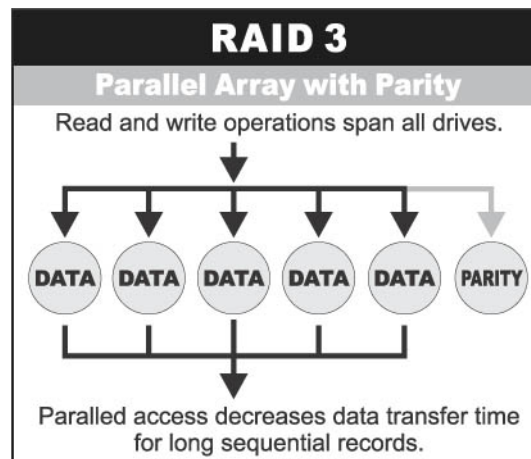 RAID 3
Parallel Array with Parity
Read and write operations span all drives.
DATA DATA DATA DATA DATA PARITY
Paralled access decreases data transfer time
for long sequential records.